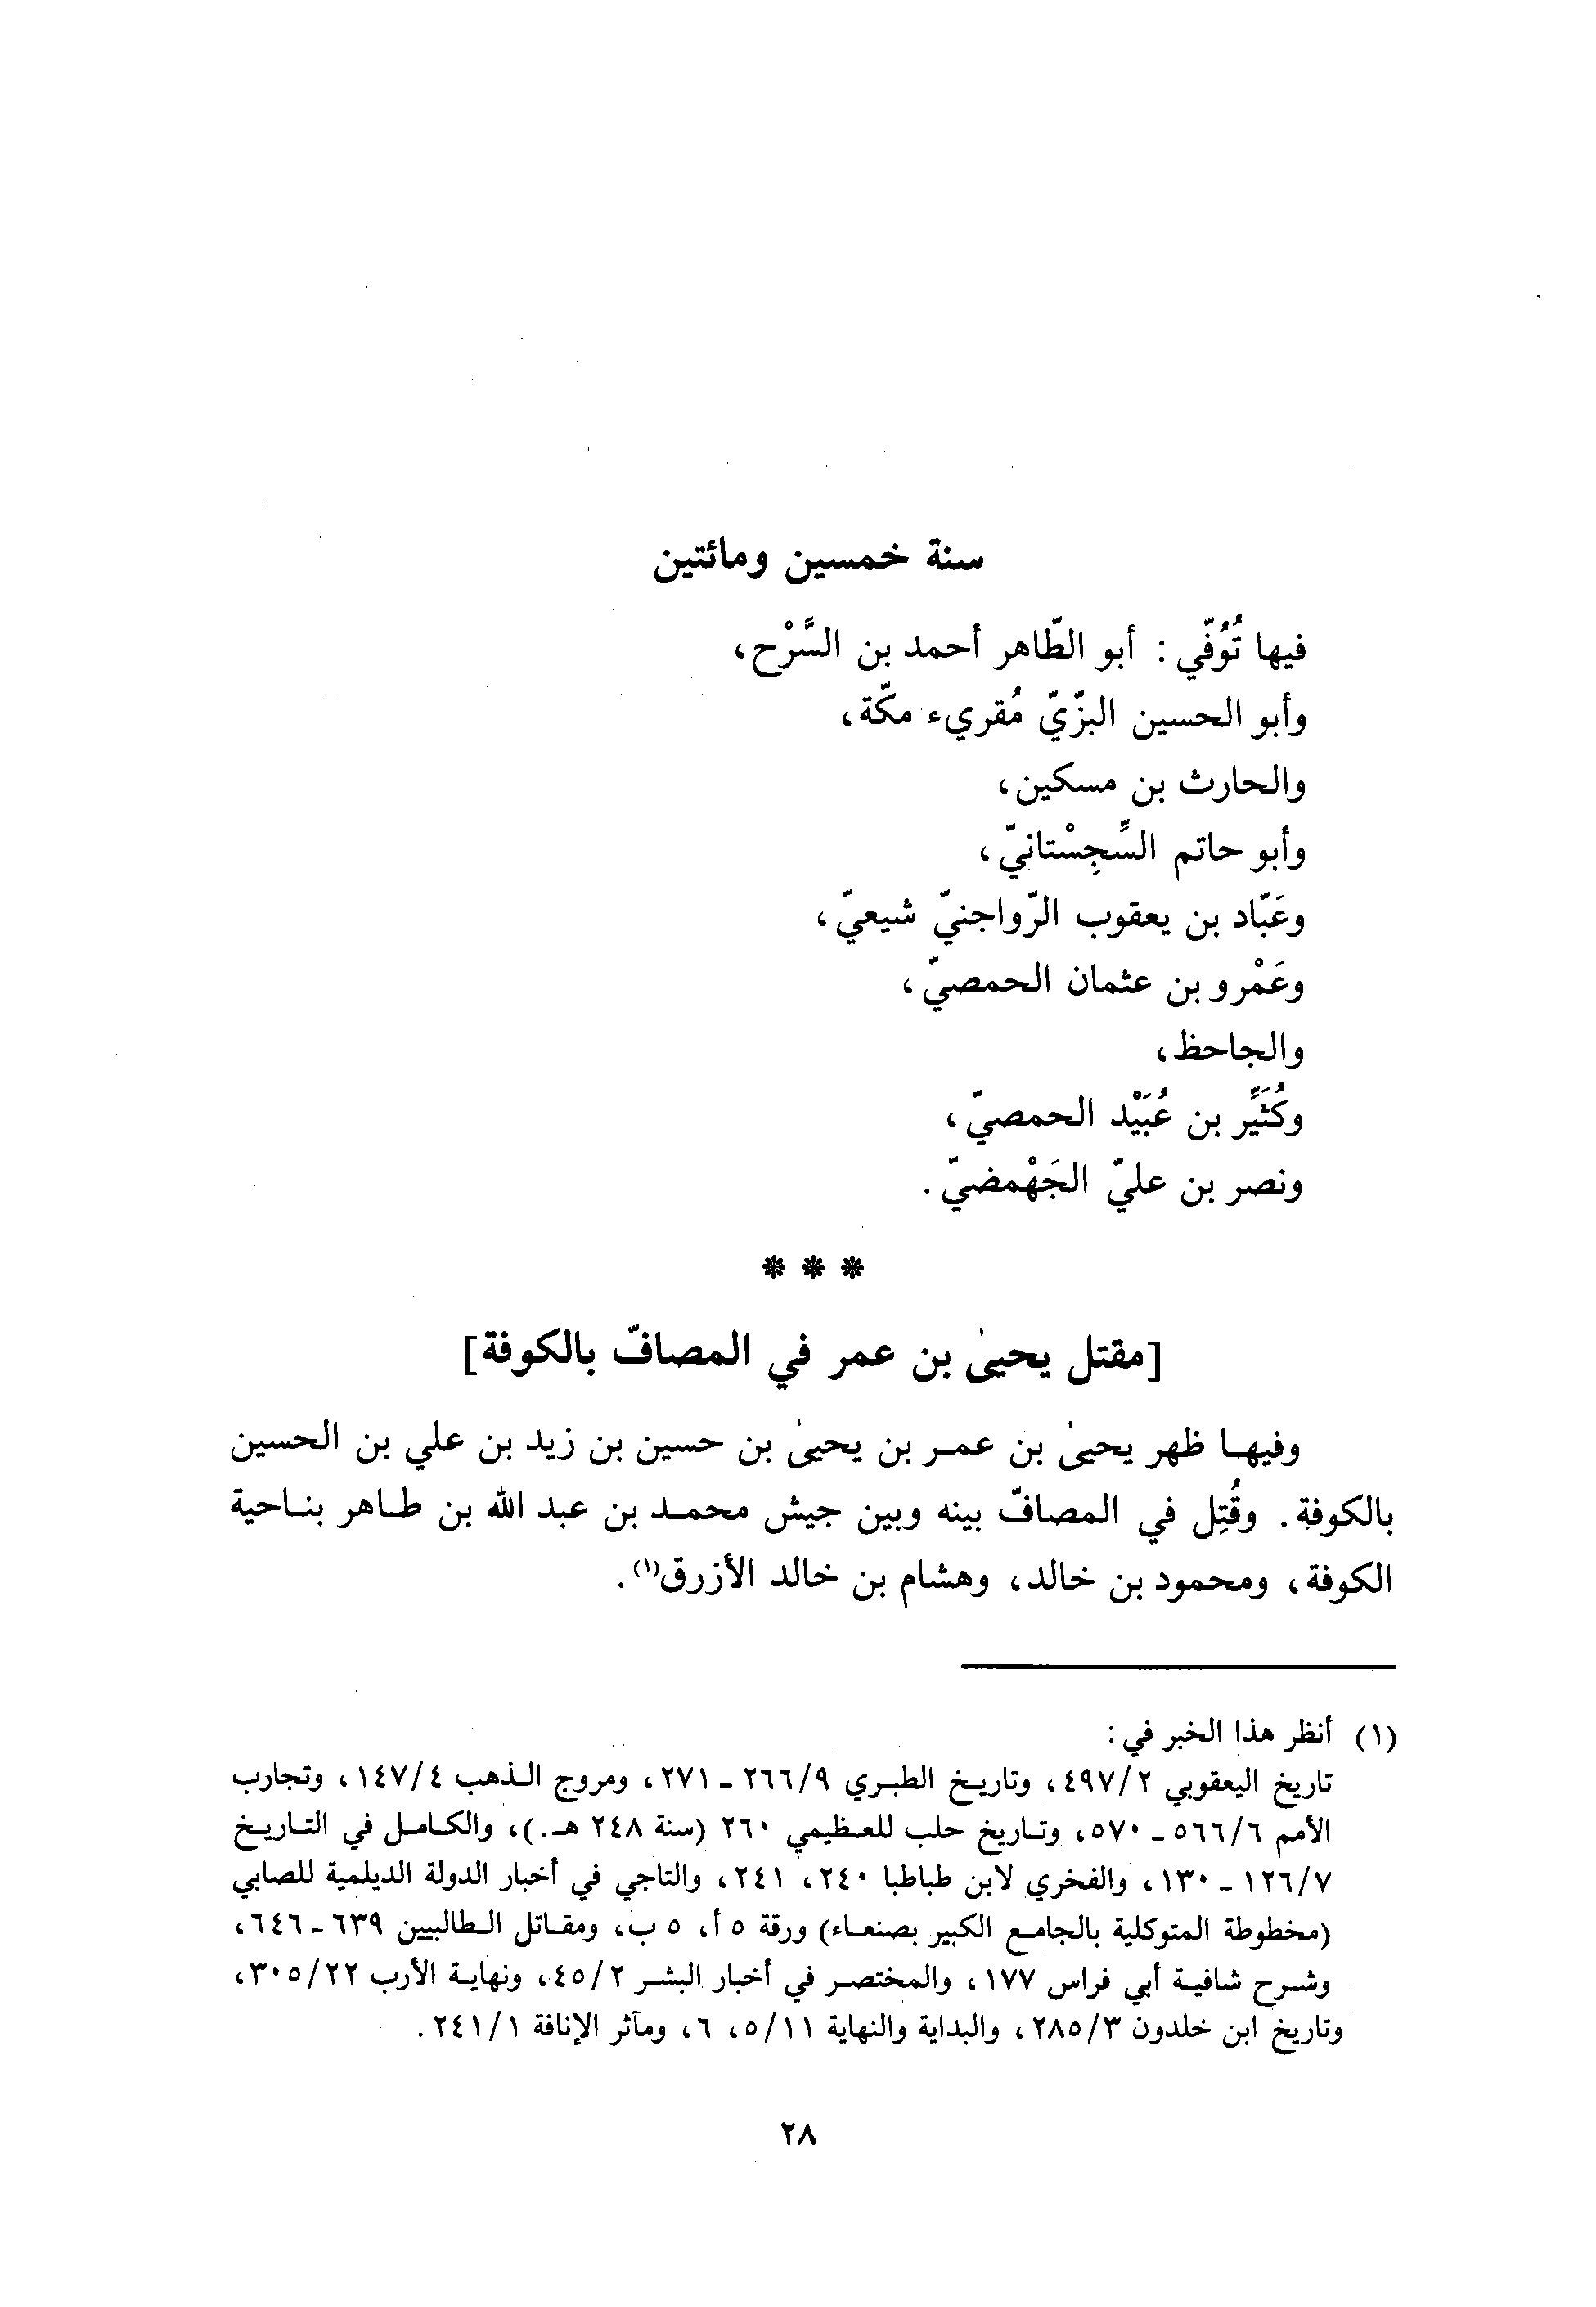 سنة خمسين ومائتين
فيها تُوُفّي : أبو الطّاهر أحمد بن السَّرْح،
وأبو الحسين البزّيّ مُقريء مكّة،
والحارث بن مسكين،
وأبو حاتم السِّجِسْتانيّ،
وعَبّاد بن يعقوب الرّواجنيّ شيعيّ،
وعَمْرو بن عثمان الحمصيّ،
والجاحظ،
وكُثَيِّر بن عُبَيْد الحمصيّ،
ونصر بن عليّ الجَهْمضيّ.
* * *
[مقتل يحيىٰ بن عمر في المصافّ بالكوفة]
وفيها ظهر يحيىٰ بن عمر بن يحيىٰ بن حسين بن زيد بن علي بن الحسين
بالكوفة. وقُتِل في المصافّ بينه وبين جيش محمد بن عبد الله بن طاهر بناحية
الكوفة، ومحمود بن خالد، وهشام بن خالد الأزرق(١).
(١) أنظر هذا الخبر في:
تاريخ اليعقوبي ٤٩٧/٢، وتاريخ الطبري ٢٦٦/٩ - ٢٧١، ومروج الذهب ١٤٧/٤، وتجارب
الأمم ٥٦٦/٦ - ٥٧٠، وتاريخ حلب للعظيمي ٢٦٠ (سنة ٢٤٨ هـ.)، والكامل في التاريخ
١٢٦/٧ - ١٣٠، والفخري لابن طباطبا ٢٤٠، ٢٤١، والتاجي في أخبار الدولة الديلمية للصابي
(مخطوطة المتوكلية بالجامع الكبير بصنعاء) ورقة ٥ أ، ٥ ب، ومقاتل الطالبيين ٦٣٩ - ٦٤٦،
وشرح شافية أبي فراس ١٧٧، والمختصر في أخبار البشر ٤٥/٢، ونهاية الأرب ٣٠٥/٢٢،
وتاريخ ابن خلدون ٢٨٥/٣، والبداية والنهاية ٥/١١، ٦، ومآثر الإنافة ٢٤١/١.
٢٨